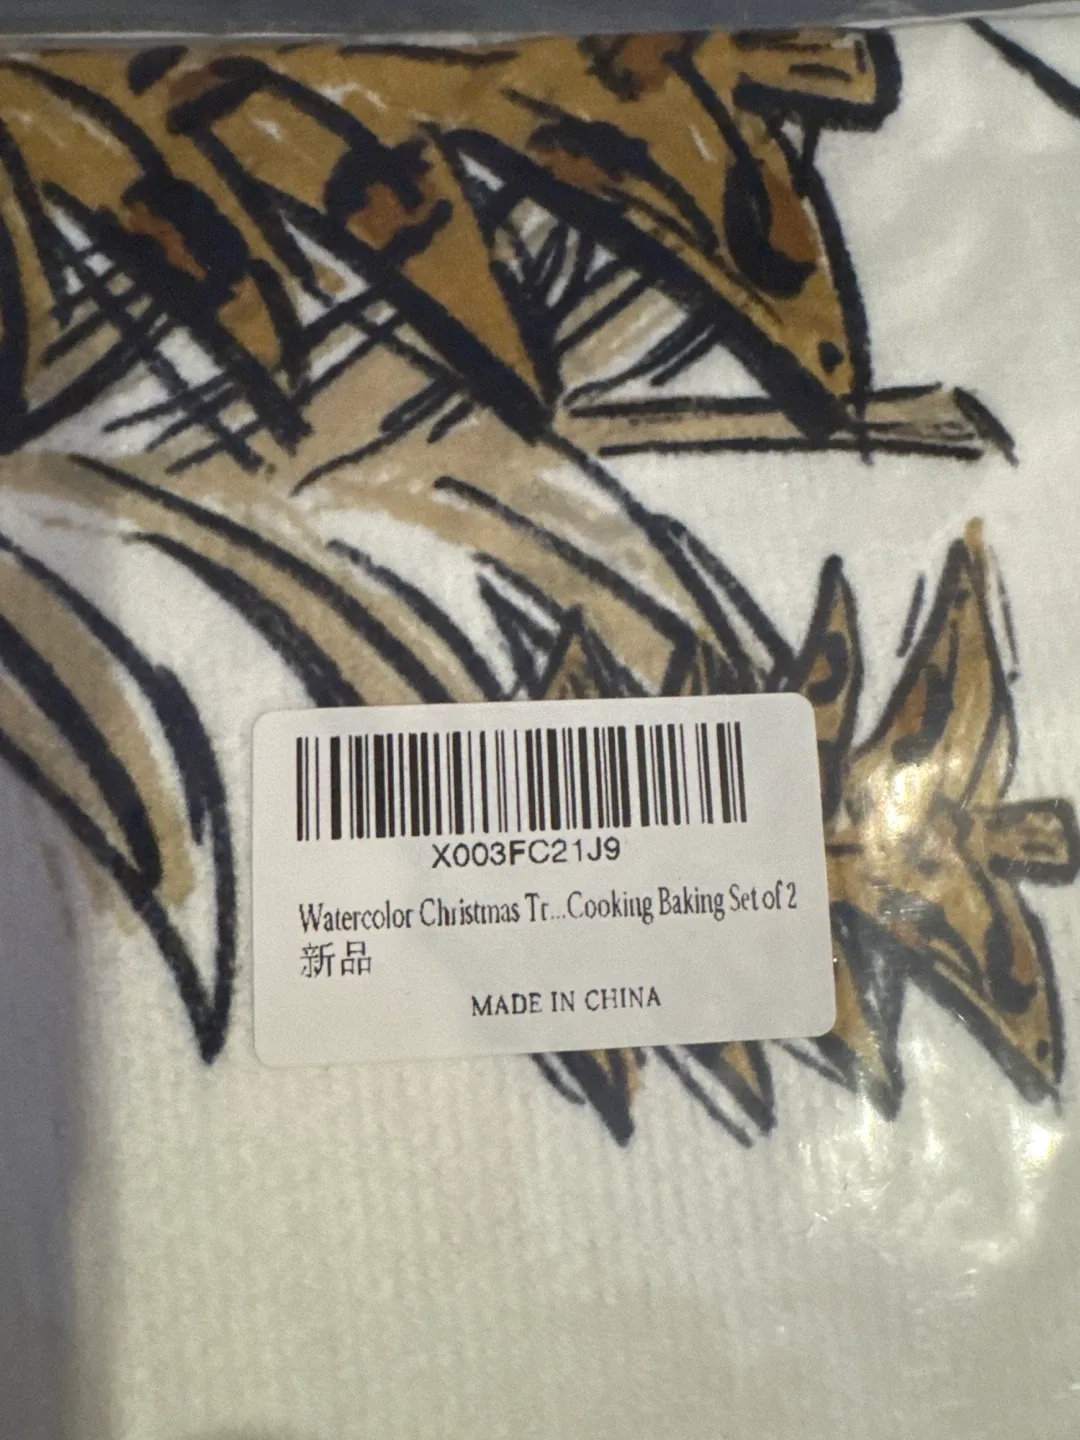 X003FC21J9
Watercolor Christmas Tr...Cooking Baking Set of 2
新品
MADE IN CHINA